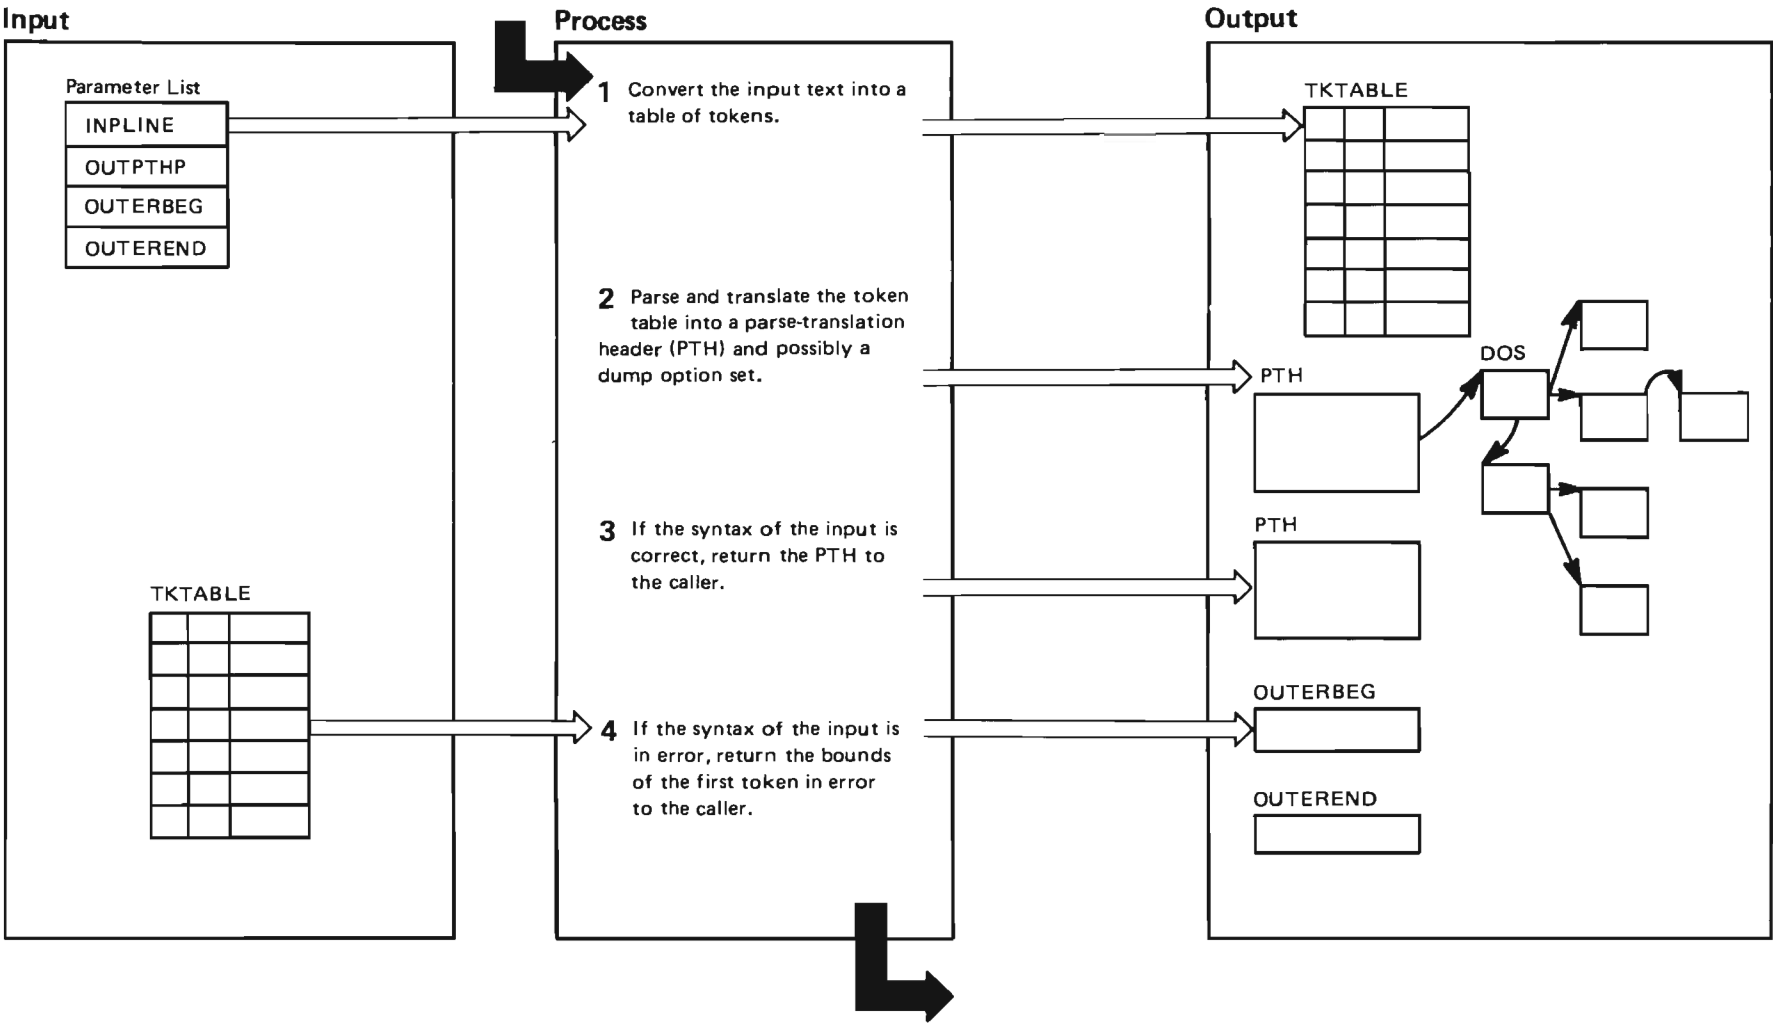 Input
Process
Output
Parameter List
INPLINE
OUTPTHP
OUTERBEG
OUTEREND
TKTABLE
1 Convert the input text into a
table of tokens.
2 Parse and translate the token
table into a parse-translation
header (PTH) and possibly a
dump option set.
3 If the syntax of the input is
correct, return the PTH to
the caller.
4 If the syntax of the input is
in error, return the bounds
of the first token in error
to the caller.
TKTABLE
DOS
PTH
PTH
OUTERBEG
OUTEREND